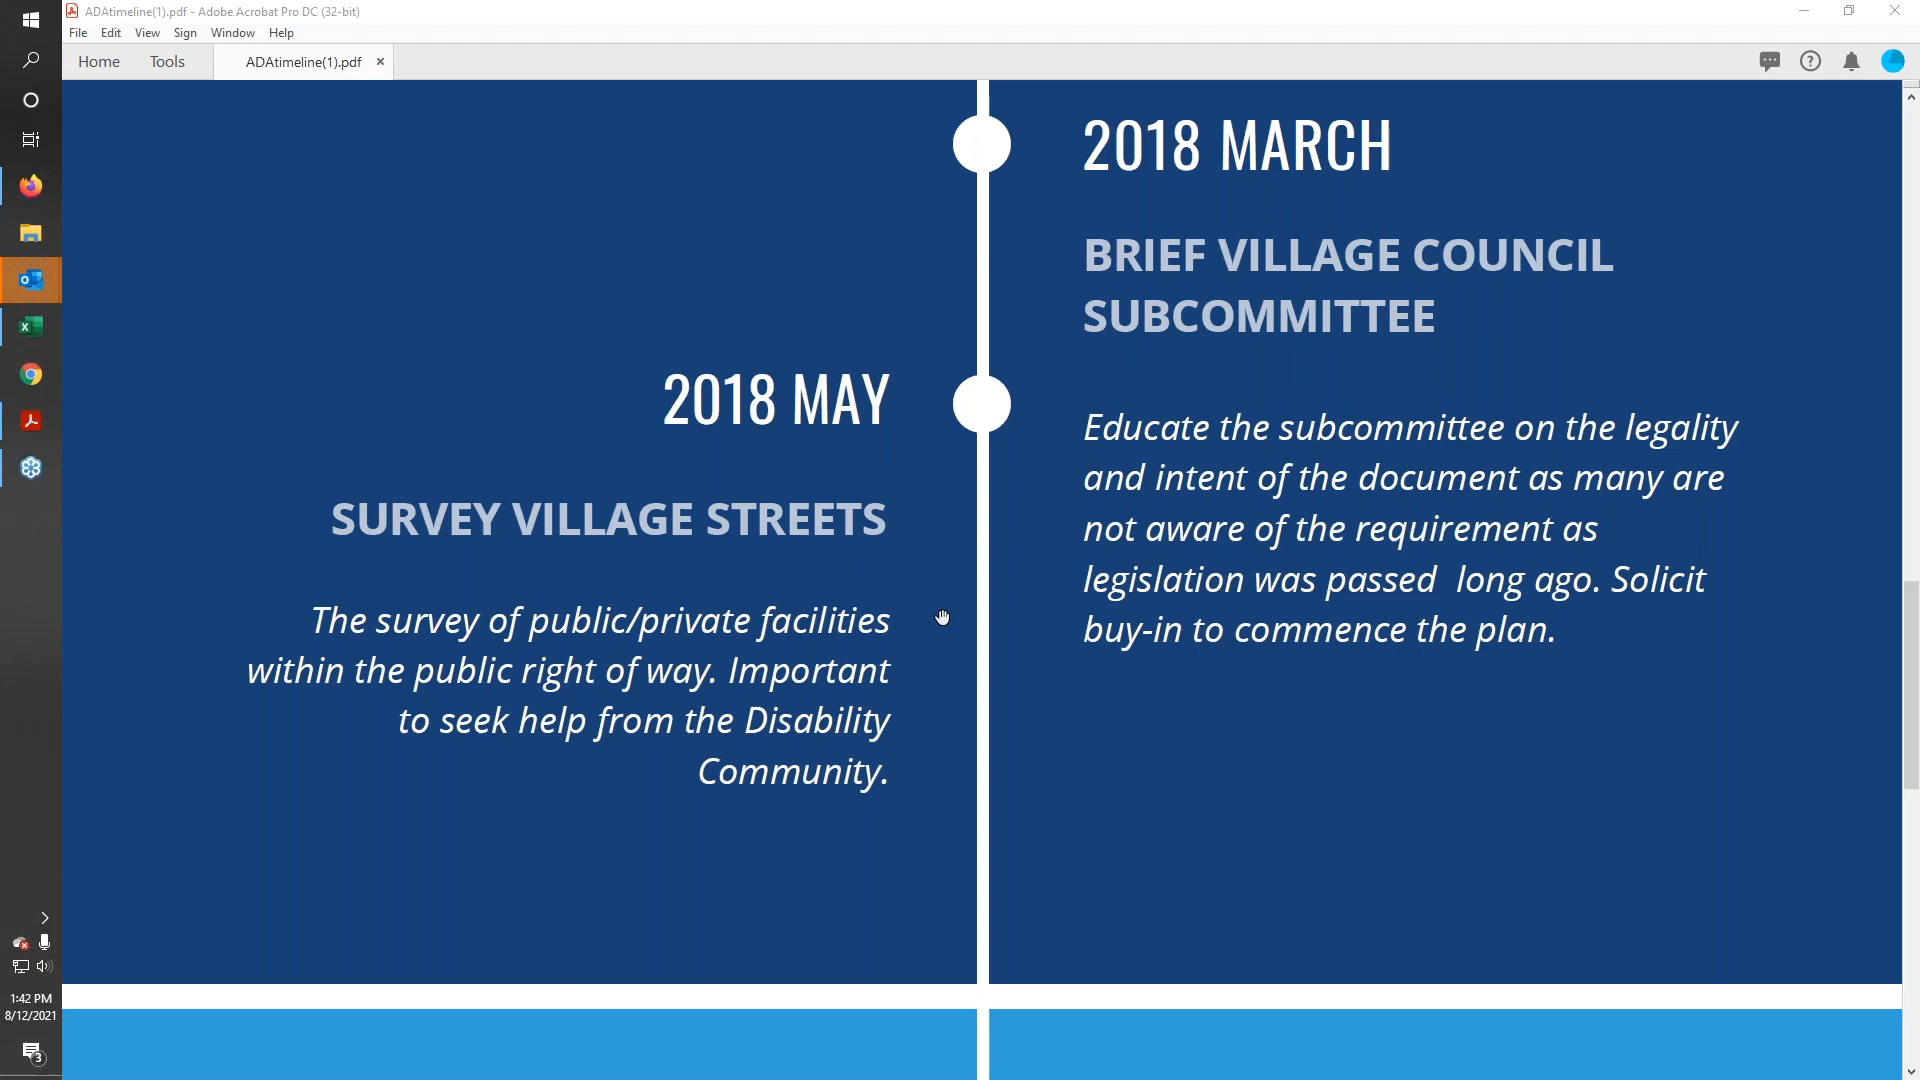 ADAtimeline(1).pdf - Adobe Acrobat Pro DC (32-bit)
File Edit View Sign Window Help
Home Tools ADAtimeline(1).pdf ×
2018 MARCH
BRIEF VILLAGE COUNCIL
SUBCOMMITTEE
Educate the subcommittee on the legality
and intent of the document as many are
not aware of the requirement as
legislation was passed  long ago. Solicit
buy-in to commence the plan.
2018 MAY
SURVEY VILLAGE STREETS
The survey of public/private facilities
within the public right of way. Important
to seek help from the Disability
Community.
1:42 PM
8/12/2021
3